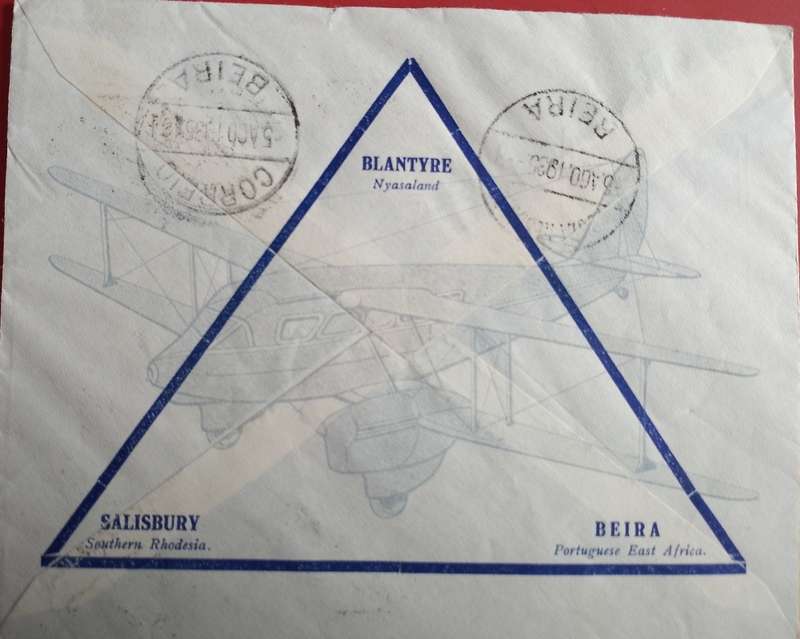 BEIRA
CORREIO
BEIRA
BLANTYRE
Nyasaland
SALISBURY
Southern Rhodesia.
BEIRA
Portuguese East Africa.